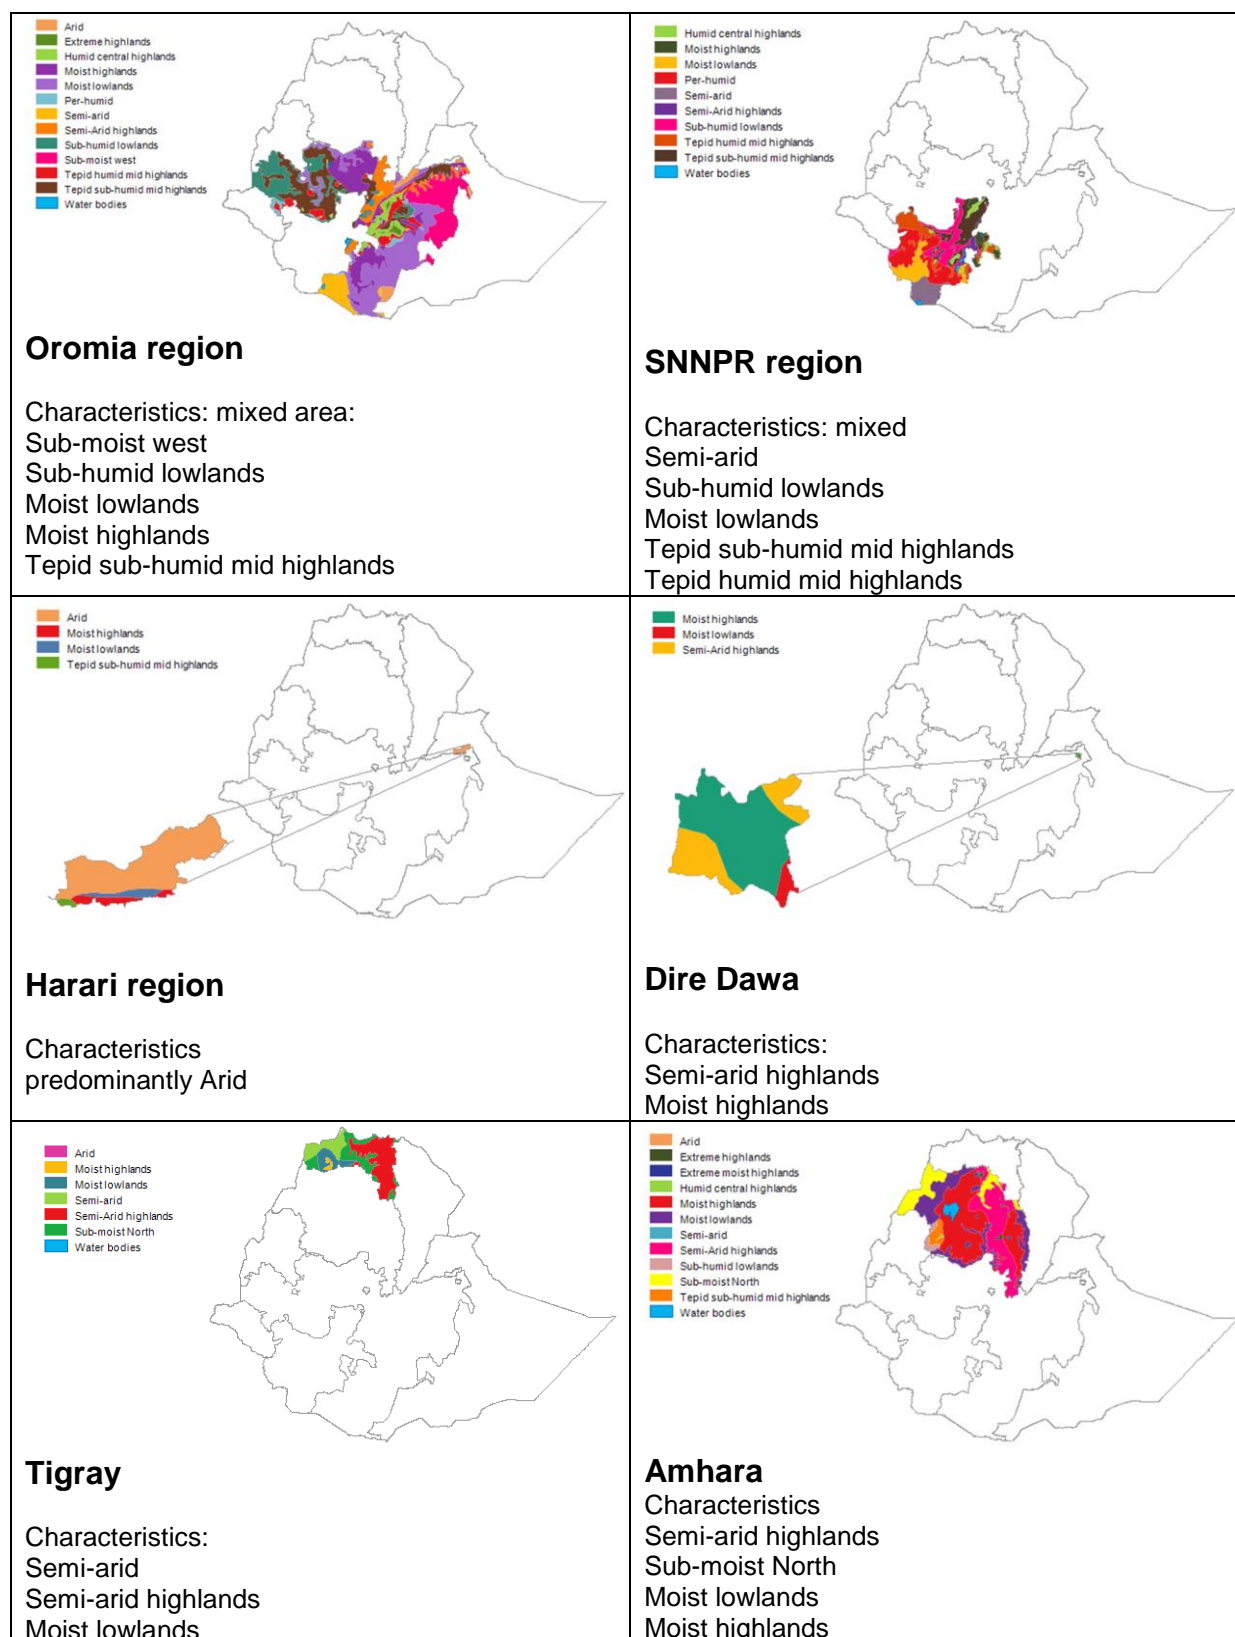 Arid
Extreme highlands
Humid central highlands
Moist highlands
Moist lowlands
Per-humid
Semi-arid
Semi-Arid highlands
Sub-humid lowlands
Sub-moist west
Tepid humid mid highlands
Tepid sub-humid mid highlands
Water bodies
Oromia region
Characteristics: mixed area:
Sub-moist west
Sub-humid lowlands
Moist lowlands
Moist highlands
Tepid sub-humid mid highlands
Humid central highlands
Moist highlands
Moist lowlands
Per-humid
Semi-arid
Semi-Arid highlands
Sub-humid lowlands
Tepid humid mid highlands
Tepid sub-humid mid highlands
Water bodies
SNNPR region
Characteristics: mixed
Semi-arid
Sub-humid lowlands
Moist lowlands
Tepid sub-humid mid highlands
Tepid humid mid highlands
Arid
Moist highlands
Moist lowlands
Tepid sub-humid mid highlands
Harari region
Characteristics
predominantly Arid
Moist highlands
Moist lowlands
Semi-Arid highlands
Dire Dawa
Characteristics:
Semi-arid highlands
Moist highlands
Arid
Moist highlands
Moist lowlands
Semi-arid
Semi-Arid highlands
Sub-moist North
Water bodies
Tigray
Characteristics:
Semi-arid
Semi-arid highlands
Moist lowlands
Arid
Extreme highlands
Extreme moist highlands
Humid central highlands
Moist highlands
Moist lowlands
Semi-arid
Semi-Arid highlands
Sub-humid lowlands
Sub-moist North
Tepid sub-humid mid highlands
Water bodies
Amhara
Characteristics
Semi-arid highlands
Sub-moist North
Moist lowlands
Moist highlands